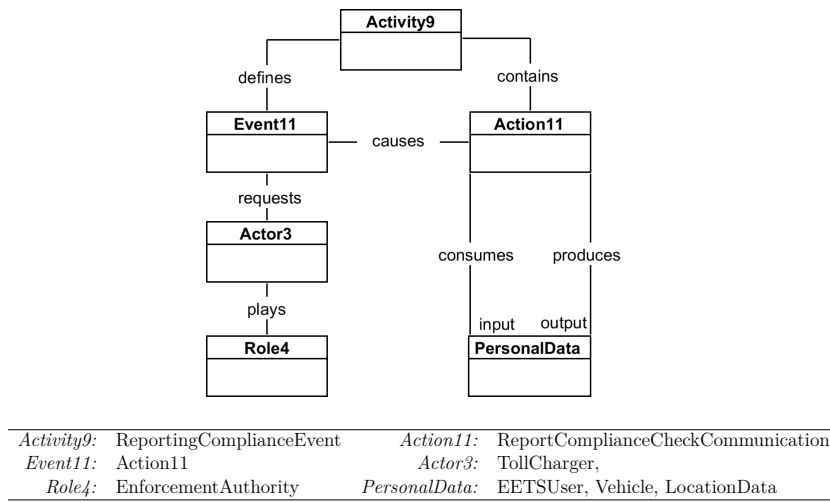 Activity9
defines
contains
Event11
causes
Action11
requests
Actor3
consumes
produces
plays
input
output
Role4
PersonalData
Activity9: ReportingComplianceEvent Action11: ReportComplianceCheckCommunication
Event11: Action11 Actor3: TollCharger,
Role4: EnforcementAuthority PersonalData: EETSUser, Vehicle, LocationData